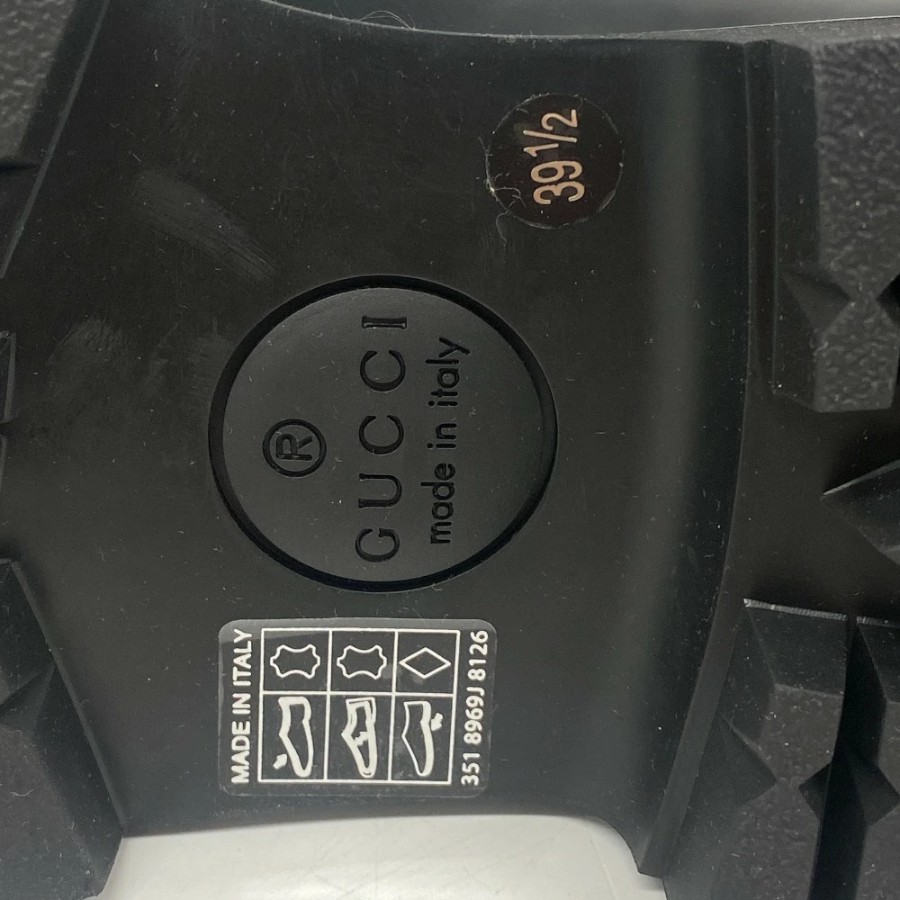 39 1/2
®
GUCCI
made in italy
MADE IN ITALY
351 8969J 8126